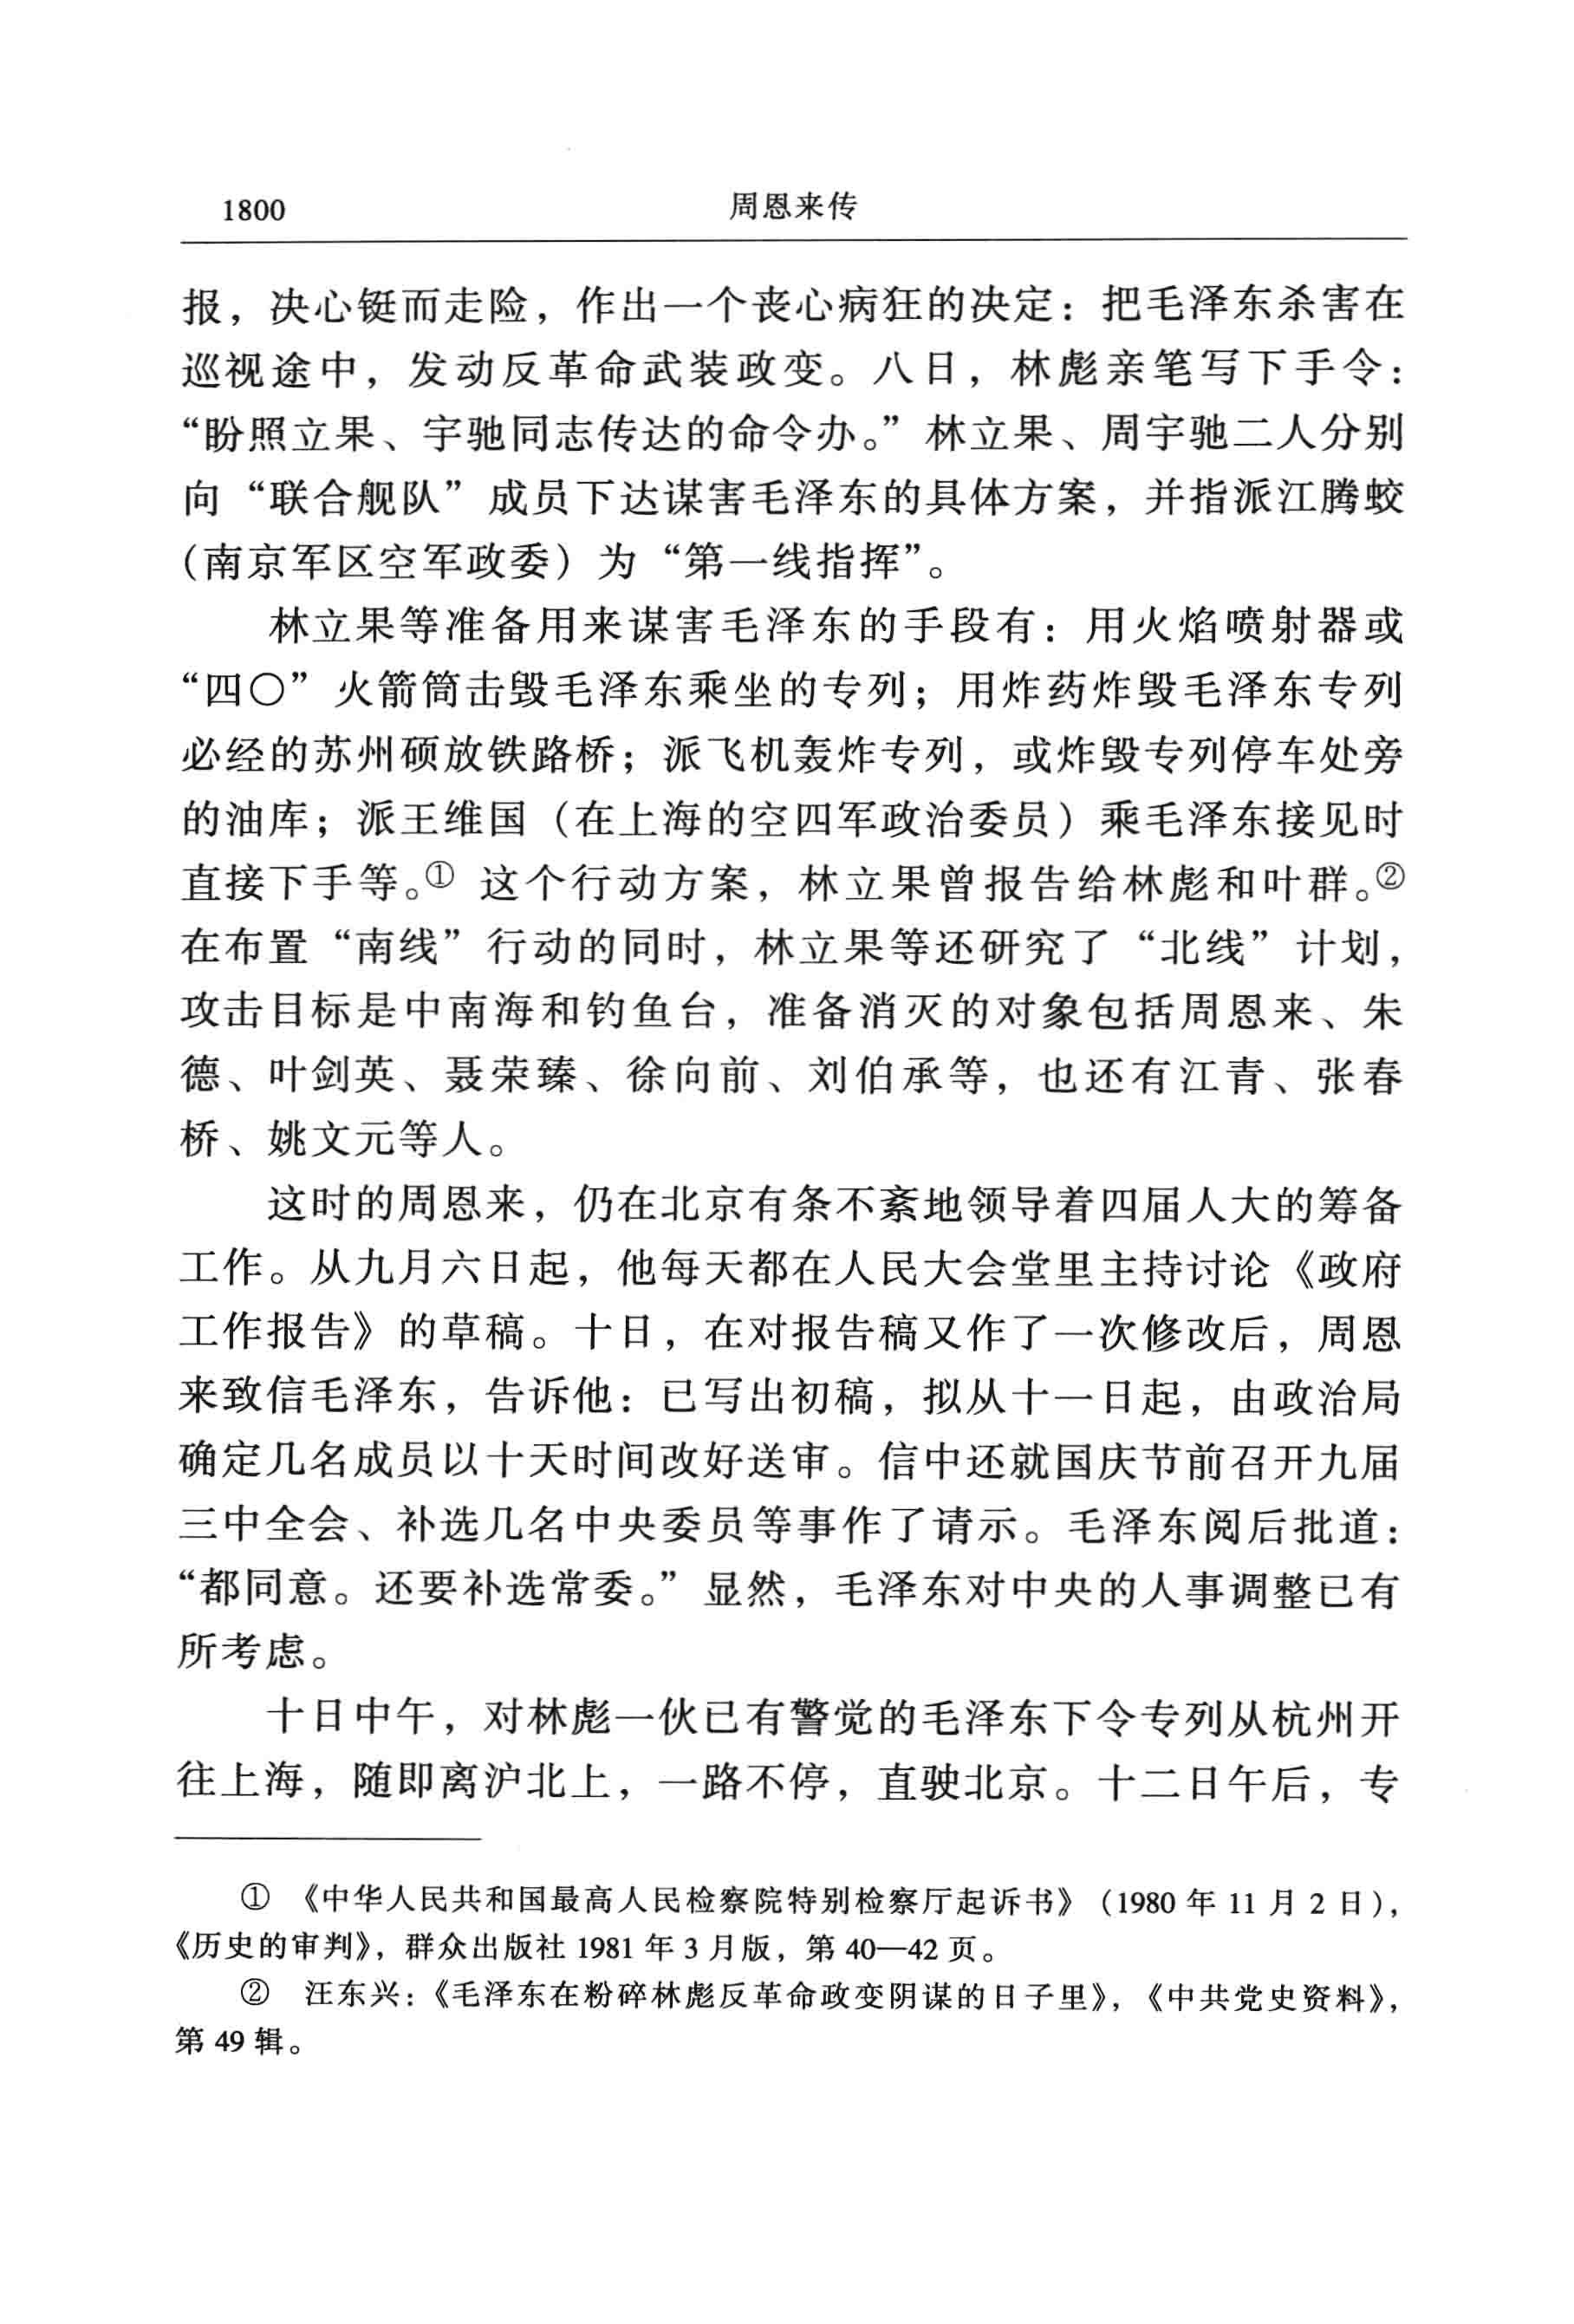 1800
周恩来传
报，决心铤而走险，作出一个丧心病狂的决定：把毛泽东杀害在
巡视途中，发动反革命武装政变。八日，林彪亲笔写下手令：
“盼照立果、宇驰同志传达的命令办。”林立果、周宇驰二人分别
向“联合舰队”成员下达谋害毛泽东的具体方案，并指派江腾蛟
（南京军区空军政委）为“第一线指挥”。
林立果等准备用来谋害毛泽东的手段有：用火焰喷射器或
“四〇”火箭筒击毁毛泽东乘坐的专列；用炸药炸毁毛泽东专列
必经的苏州硕放铁路桥；派飞机轰炸专列，或炸毁专列停车处旁
的油库；派王维国（在上海的空四军政治委员）乘毛泽东接见时
直接下手等。① 这个行动方案，林立果曾报告给林彪和叶群。②
在布置“南线”行动的同时，林立果等还研究了“北线”计划，
攻击目标是中南海和钓鱼台，准备消灭的对象包括周恩来、朱
德、叶剑英、聂荣臻、徐向前、刘伯承等，也还有江青、张春
桥、姚文元等人。
这时的周恩来，仍在北京有条不紊地领导着四届人大的筹备
工作。从九月六日起，他每天都在人民大会堂里主持讨论《政府
工作报告》的草稿。十日，在对报告稿又作了一次修改后，周恩
来致信毛泽东，告诉他：已写出初稿，拟从十一日起，由政治局
确定几名成员以十天时间改好送审。信中还就国庆节前召开九届
三中全会、补选几名中央委员等事作了请示。毛泽东阅后批道：
“都同意。还要补选常委。”显然，毛泽东对中央的人事调整已有
所考虑。
十日中午，对林彪一伙已有警觉的毛泽东下令专列从杭州开
往上海，随即离沪北上，一路不停，直驶北京。十二日午后，专
① 《中华人民共和国最高人民检察院特别检察厅起诉书》（1980 年 11 月 2 日），
《历史的审判》，群众出版社 1981 年 3 月版，第 40—42 页。
② 汪东兴：《毛泽东在粉碎林彪反革命政变阴谋的日子里》，《中共党史资料》，
第 49 辑。